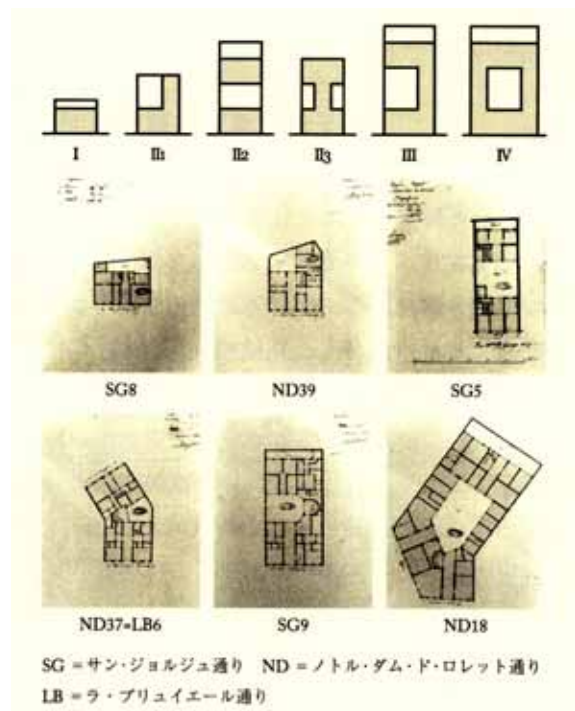 I II1 II2 II3 III IV
SG8 ND39 SG5
ND37=LB6 SG9 ND18
SG = サン・ジョルジュ通り ND = ノトル・ダム・ド・ロレット通り
LB = ラ・ブリュイエール通り